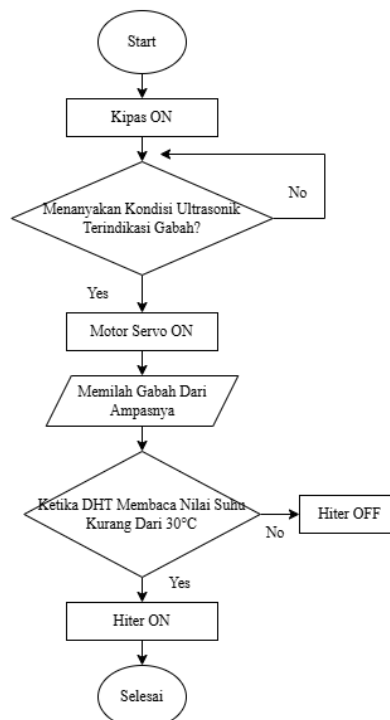 Start
Kipas ON
Menanyakan Kondisi Ultrasonik
Terindikasi Gabah?
No
Yes
Motor Servo ON
Memilah Gabah Dari
Ampasnya
Ketika DHT Membaca Nilai Suhu
Kurang Dari 30°C
No
Hiter OFF
Yes
Hiter ON
Selesai